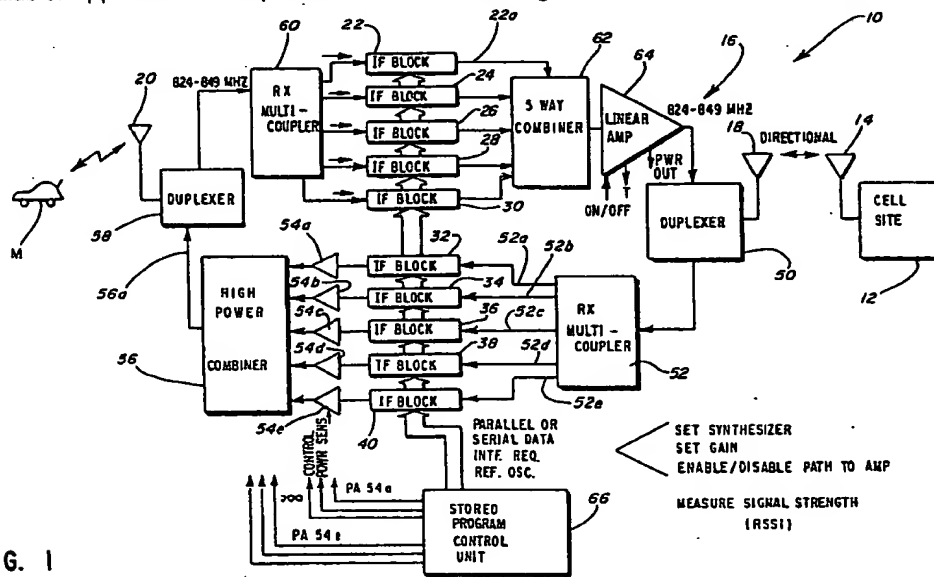 10
60
22
22a
62
64
16
20
824-849 MHZ
RX
MULTI-
COUPLER
IF BLOCK
24
IF BLOCK
26
IF BLOCK
28
IF BLOCK
IF BLOCK
30
5 WAY
COMBINER
LINEAR
AMP
824-849 MHZ
18
DIRECTIONAL
14
PWR
OUT
T
ON/OFF
M
DUPLEXER
58
DUPLEXER
50
CELL
SITE
12
56a
54a
32
52a
52b
IF BLOCK
54b
34
IF BLOCK
54c
36
52c
IF BLOCK
54d
38
52d
IF BLOCK
54e
40
52e
IF BLOCK
HIGH
POWER
COMBINER
56
RX
MULTI-
COUPLER
52
CONTROL
POWR SENS
PARALLEL OR
SERIAL DATA
INTF. REQ.
REF. OSC.
SET SYNTHESIZER
SET GAIN
ENABLE/DISABLE PATH TO AMP
MEASURE SIGNAL STRENGTH
(RSSI)
PA 54a
PA 54e
STORED
PROGRAM
CONTROL
UNIT
66
G. 1